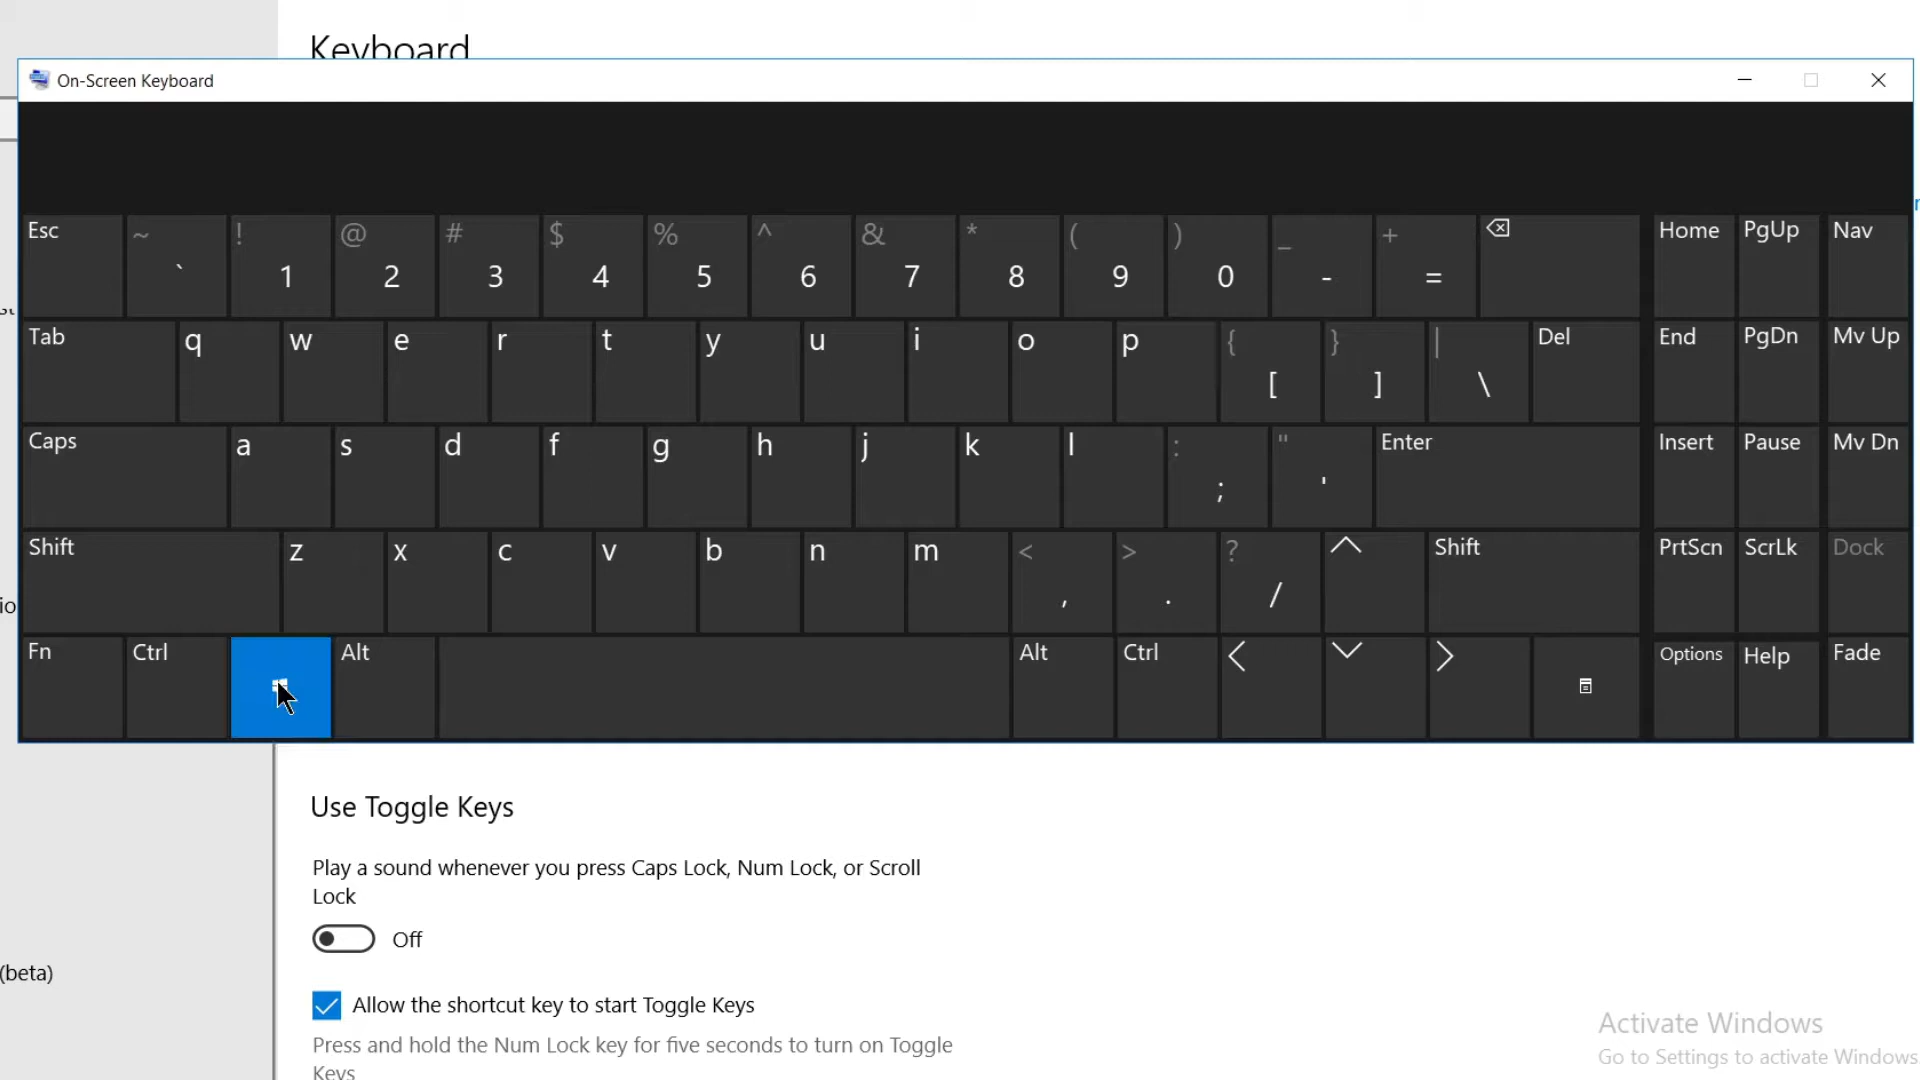 Keyboard
On-Screen Keyboard
Esc ~ ` ! 1 @ 2 # 3 $ 4 % 5 ^ 6 & 7 * 8 ( 9 ) 0 _ - + = Home PgUp Nav
Tab q w e r t y u i o p { [ } ] | \ Del End PgDn Mv Up
Caps a s d f g h j k l : ; " ' Enter Insert Pause Mv Dn
Shift z x c v b n m < , > . ? / Shift PrtScn ScrLk Dock
Fn Ctrl Alt Alt Ctrl Options Help Fade
io
Use Toggle Keys
Play a sound whenever you press Caps Lock, Num Lock, or Scroll
Lock
Off
(beta)
Allow the shortcut key to start Toggle Keys
Press and hold the Num Lock key for five seconds to turn on Toggle
Keys
Activate Windows
Go to Settings to activate Windows.